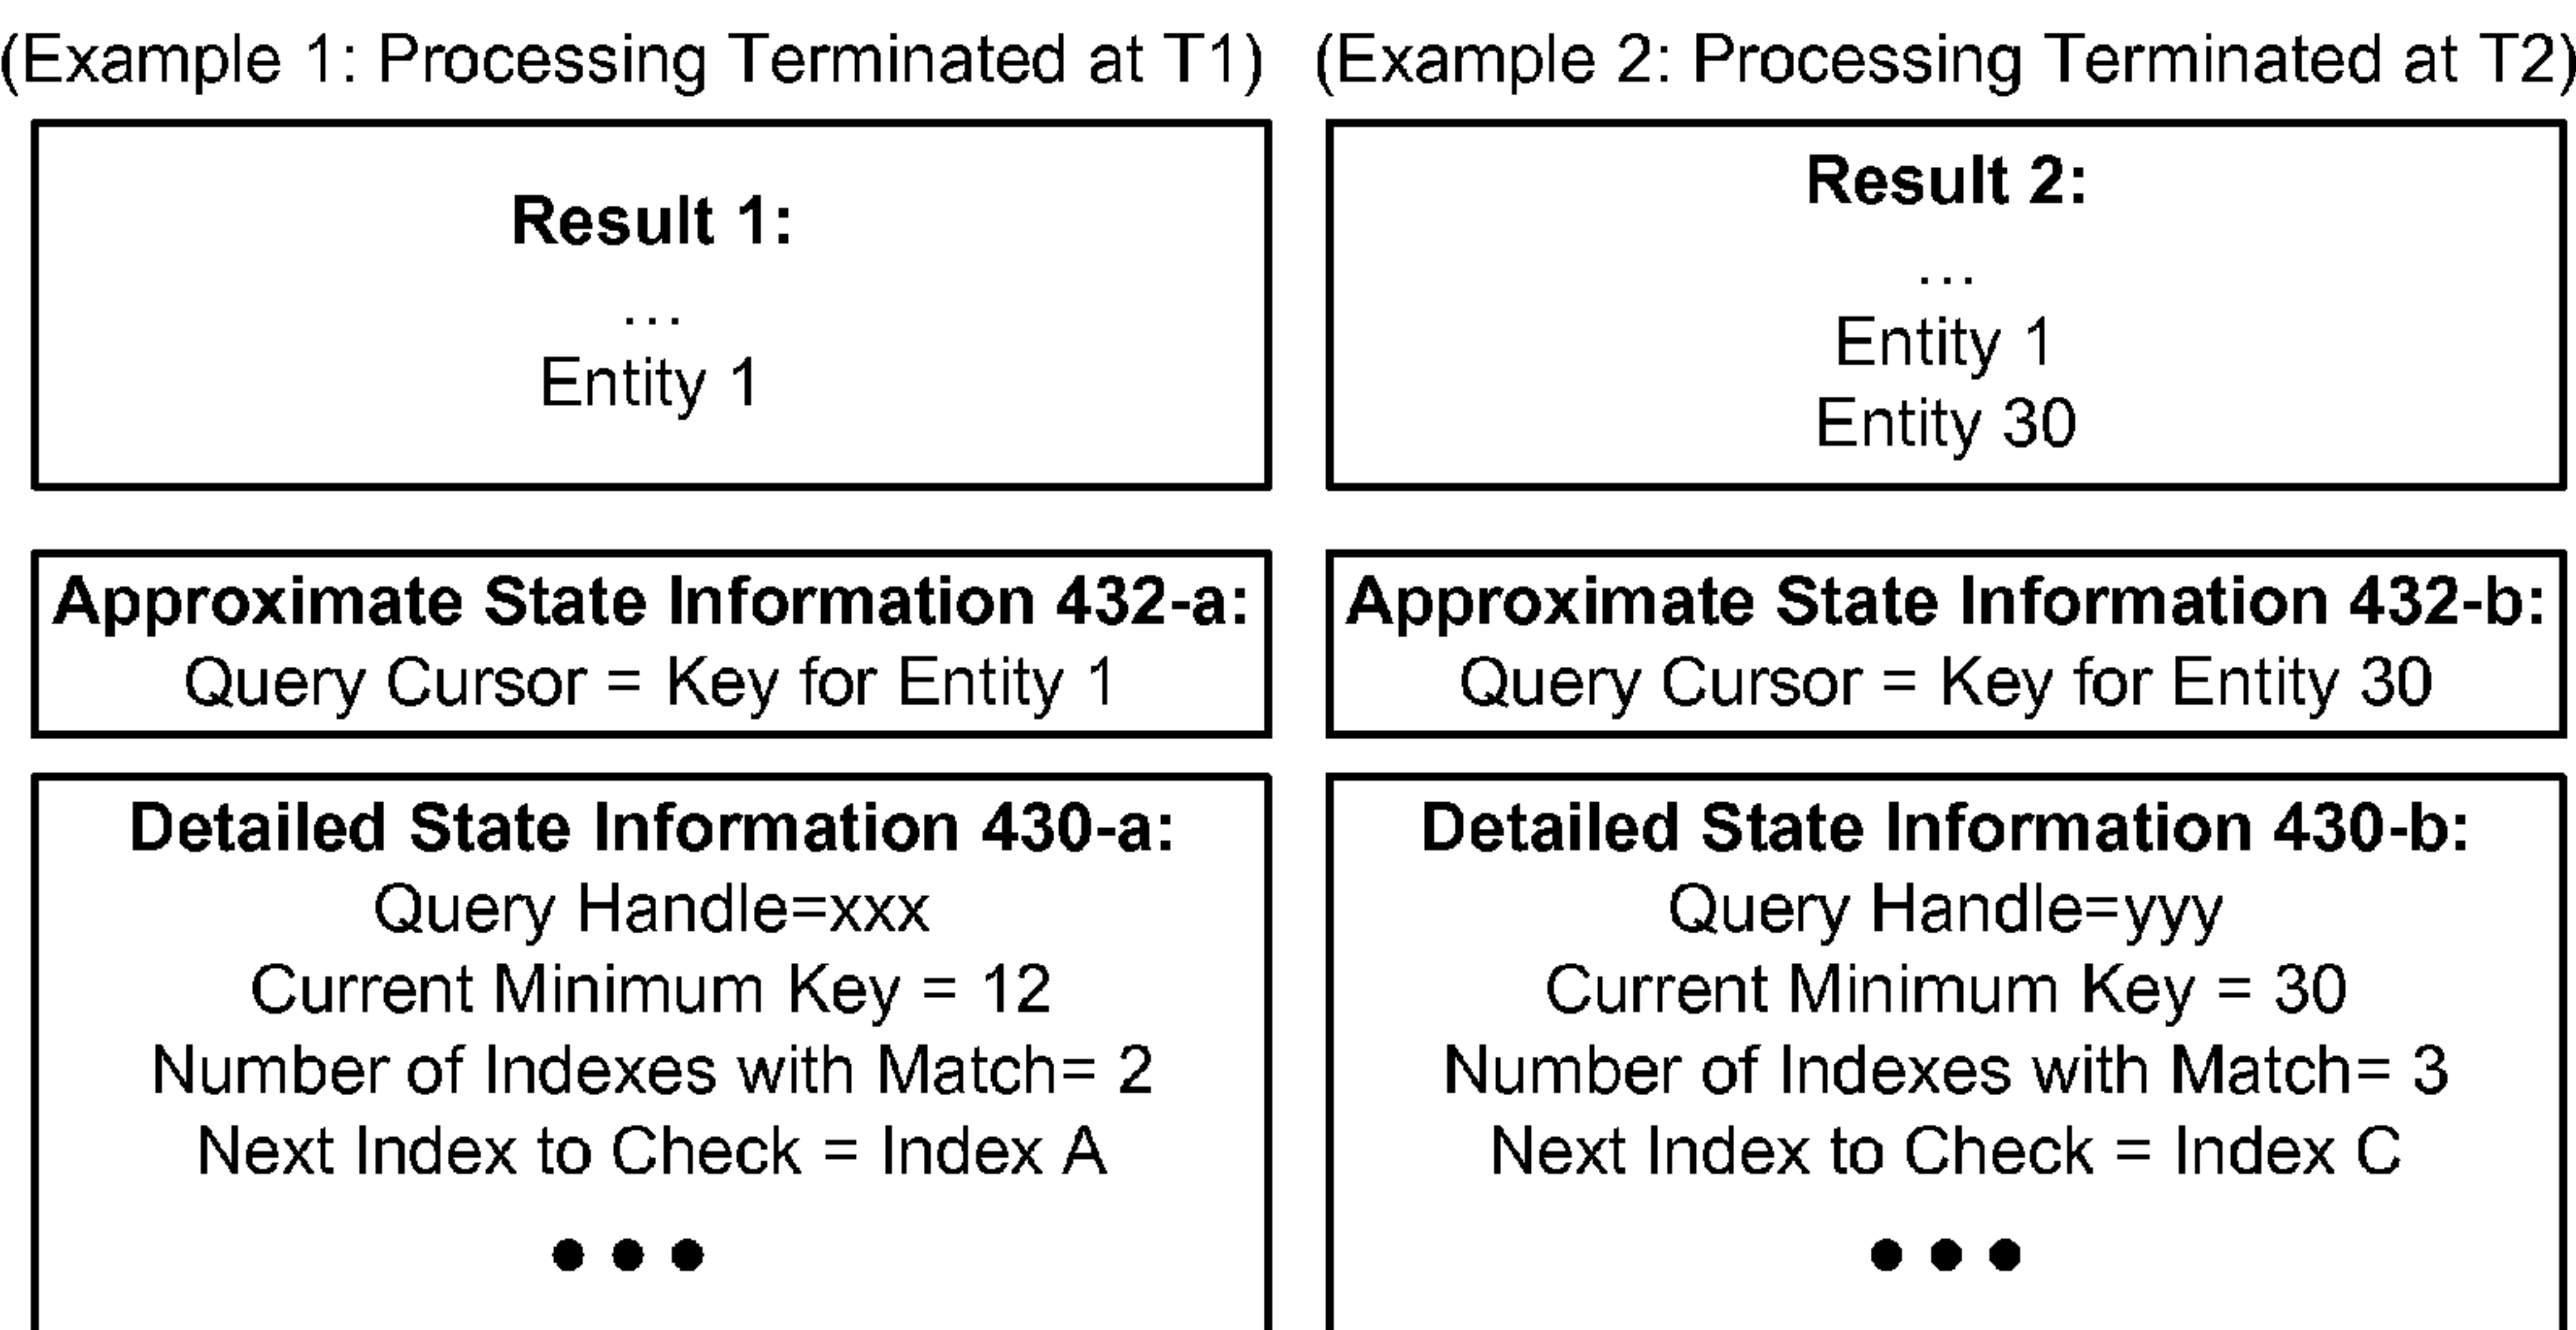 (Example 1: Processing Terminated at T1)
Result 1:
...
Entity 1
Approximate State Information 432-a:
Query Cursor = Key for Entity 1
Detailed State Information 430-a:
Query Handle=xxx
Current Minimum Key = 12
Number of Indexes with Match= 2
Next Index to Check = Index A
•••
(Example 2: Processing Terminated at T2)
Result 2:
...
Entity 1
Entity 30
Approximate State Information 432-b:
Query Cursor = Key for Entity 30
Detailed State Information 430-b:
Query Handle=yyy
Current Minimum Key = 30
Number of Indexes with Match= 3
Next Index to Check = Index C
•••